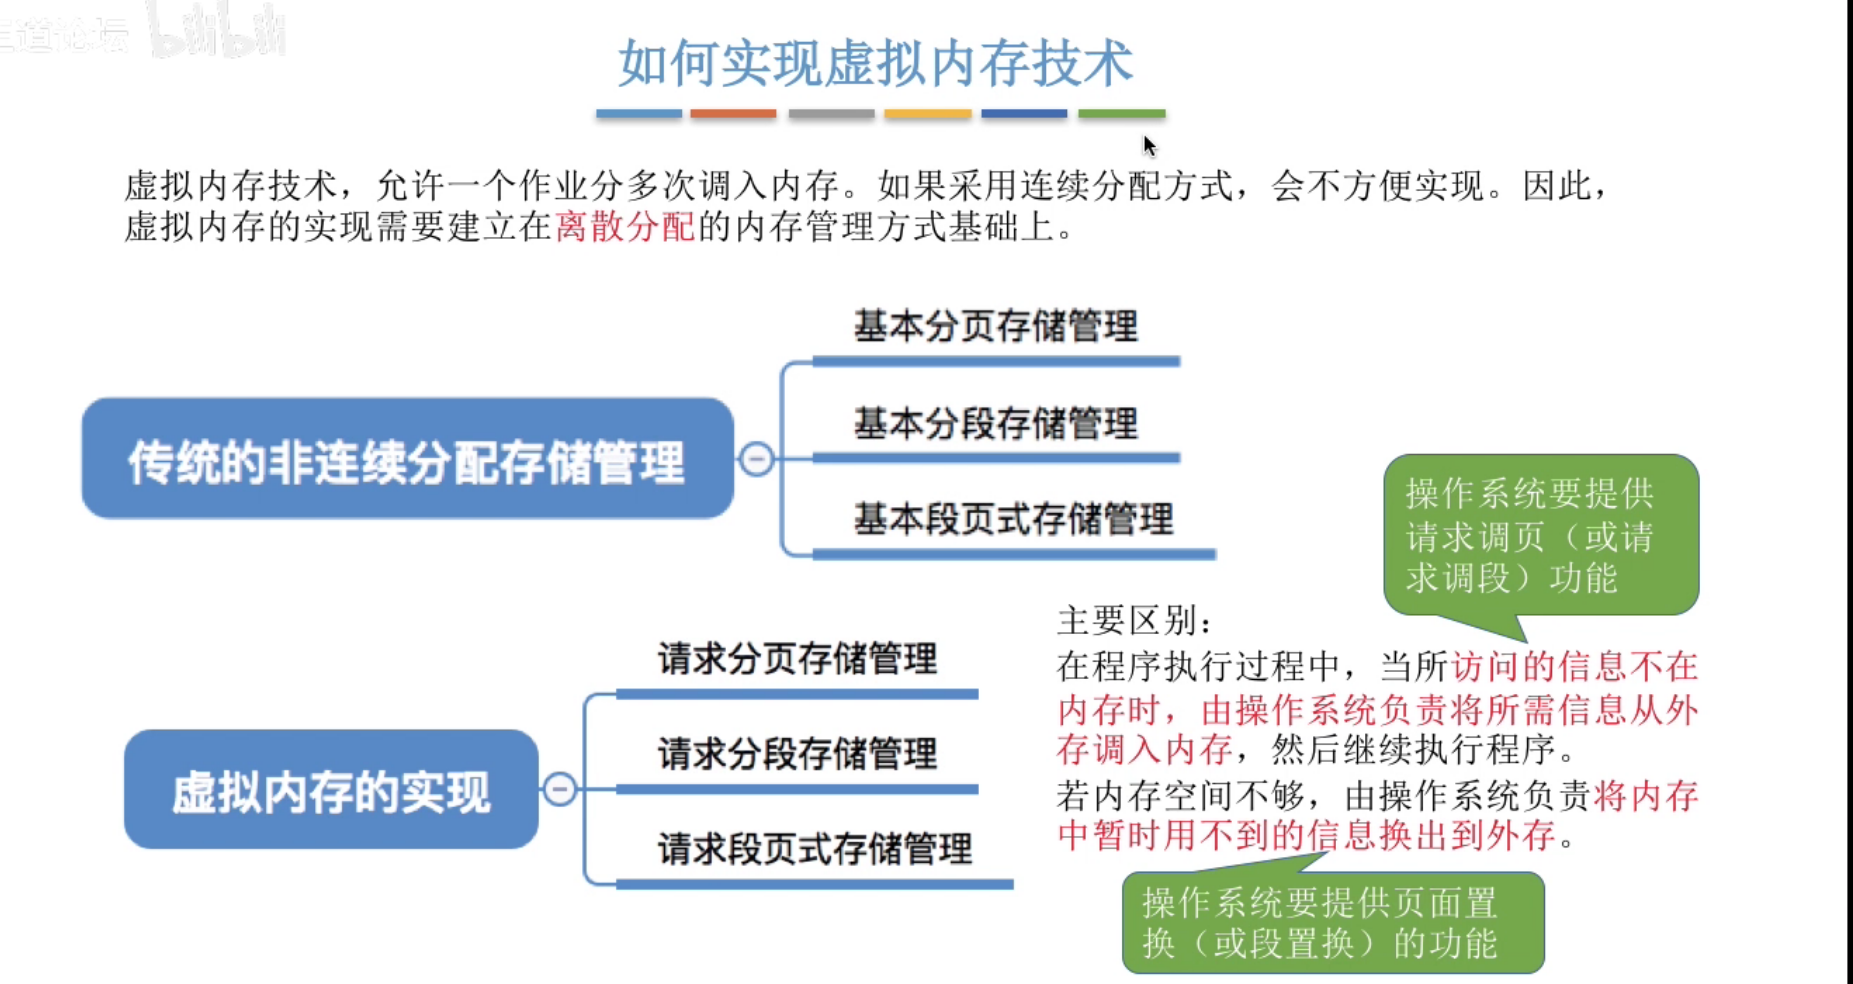 王道论坛 bilibili
如何实现虚拟内存技术
虚拟内存技术，允许一个作业分多次调入内存。如果采用连续分配方式，会不方便实现。因此，
虚拟内存的实现需要建立在离散分配的内存管理方式基础上。
传统的非连续分配存储管理
基本分页存储管理
基本分段存储管理
基本段页式存储管理
虚拟内存的实现
请求分页存储管理
请求分段存储管理
请求段页式存储管理
操作系统要提供
请求调页（或请
求调段）功能
主要区别：
在程序执行过程中，当所访问的信息不在
内存时，由操作系统负责将所需信息从外
存调入内存，然后继续执行程序。
若内存空间不够，由操作系统负责将内存
中暂时用不到的信息换出到外存。
操作系统要提供页面置
换（或段置换）的功能